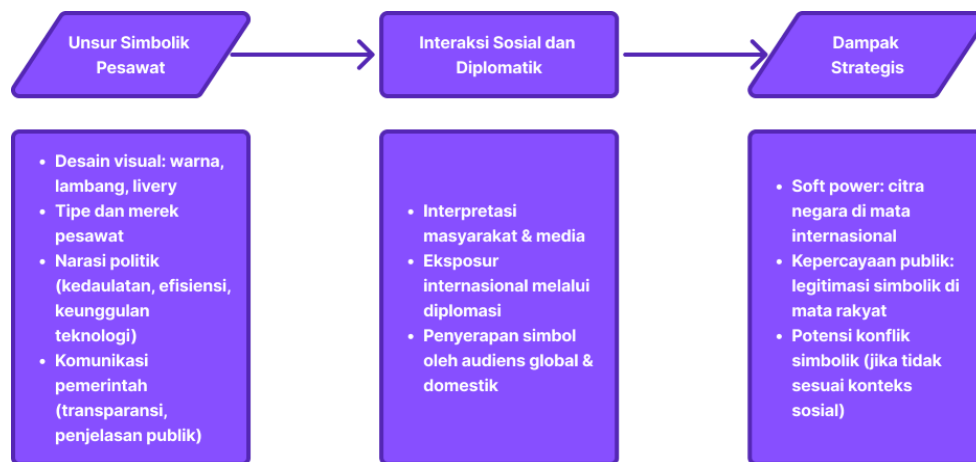 Unsur Simbolik
Pesawat
Interaksi Sosial dan
Diplomatik
Dampak
Strategis
• Desain visual: warna,
lambang, livery
• Tipe dan merek
pesawat
• Narasi politik
(kedaulatan, efisiensi,
keunggulan
teknologi)
• Komunikasi
pemerintah
(transparansi,
penjelasan publik)
• Interpretasi
masyarakat & media
• Eksposur
internasional melalui
diplomasi
• Penyerapan simbol
oleh audiens global &
domestik
• Soft power: citra
negara di mata
internasional
• Kepercayaan publik:
legitimasi simbolik di
mata rakyat
• Potensi konflik
simbolik (jika tidak
sesuai konteks
sosial)